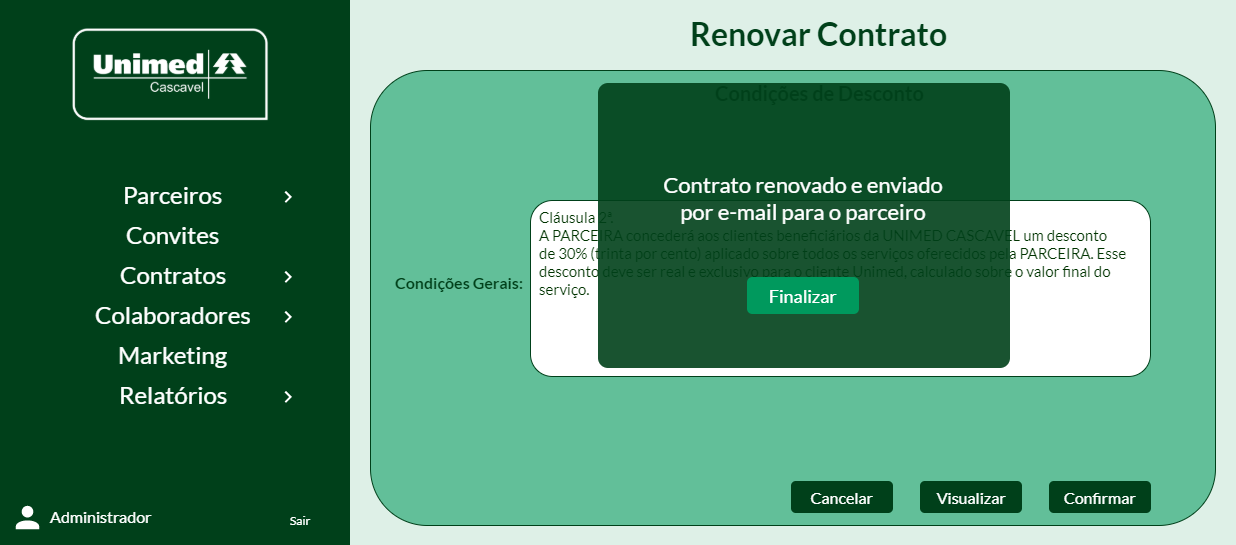 Unimed
Cascavel
Parceiros
Convites
Contratos
Colaboradores
Marketing
Relatórios
Administrador
Sair
Renovar Contrato
Condições de Desconto
Contrato renovado e enviado
por e-mail para o parceiro
Finalizar
Condições Gerais:
Cláusula 2ª.
A PARCEIRA concederá aos clientes beneficiários da UNIMED CASCAVEL um desconto
de 30% (trinta por cento) aplicado sobre todos os serviços oferecidos pela PARCEIRA. Esse
desconto deve ser real e exclusivo para o cliente Unimed, calculado sobre o valor final do
serviço.
Cancelar
Visualizar
Confirmar